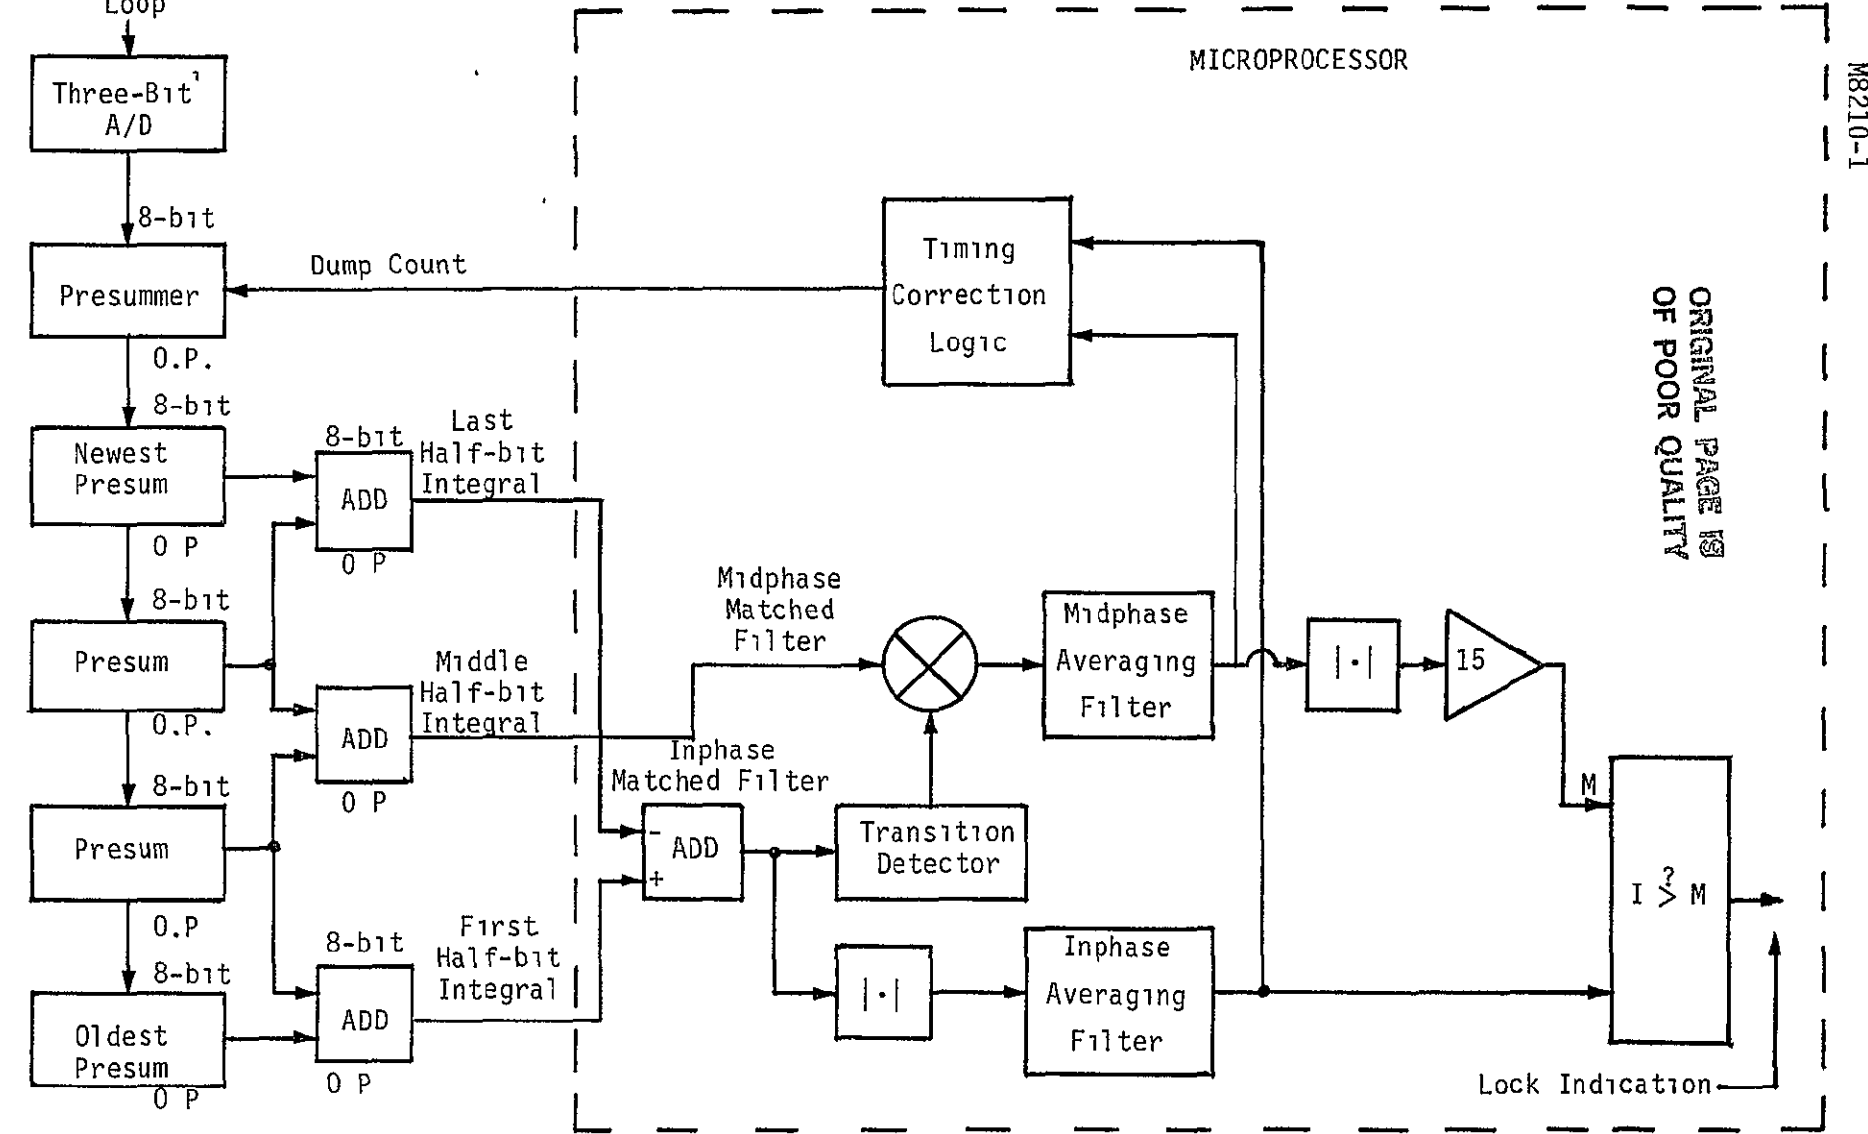 Loop
MICROPROCESSOR
M8210-1
Three-Bit
A/D
8-bit
Presummer
O.P.
Dump Count
Timing
Correction
Logic
ORIGINAL PAGE IS
OF POOR QUALITY
8-bit
Newest
Presum
O P
8-bit
ADD
O P
Last
Half-bit
Integral
8-bit
Presum
O.P.
ADD
O P
Middle
Half-bit
Integral
Midphase
Matched
Filter
Midphase
Averaging
Filter
|·|
15
M
Inphase
Matched Filter
-
ADD
+
Transition
Detector
8-bit
Presum
O.P
8-bit
ADD
O P
First
Half-bit
Integral
|·|
Inphase
Averaging
Filter
?
I > M
8-bit
Oldest
Presum
O P
Lock Indication